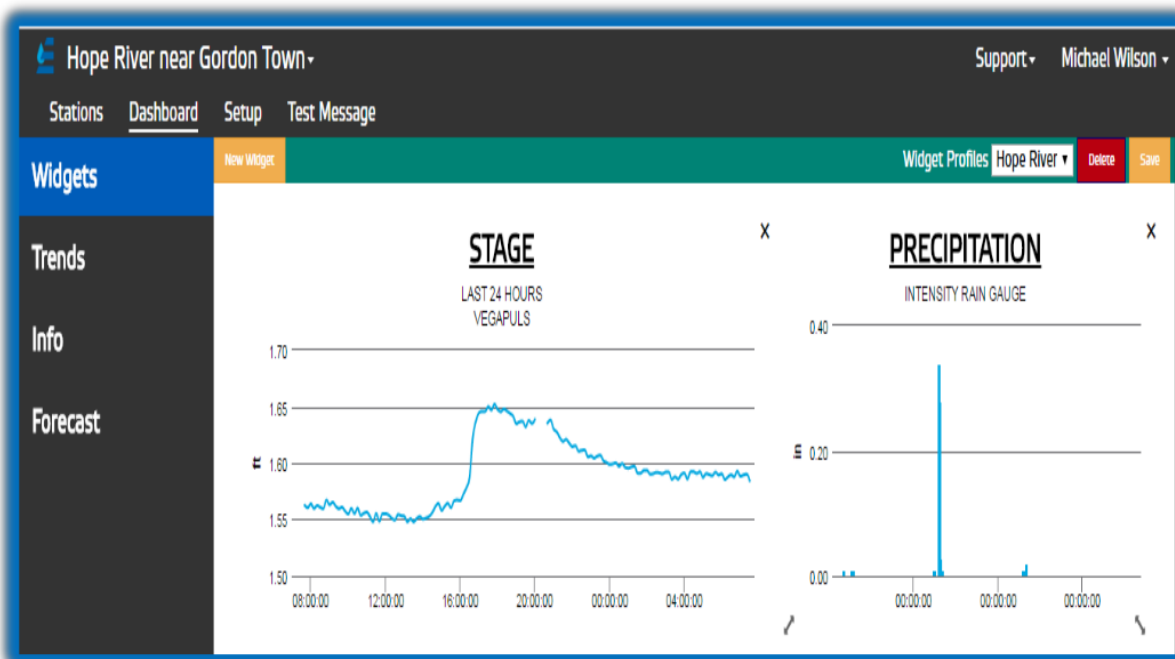 Hope River near Gordon Town
Support
Michael Wilson
Stations
Dashboard
Setup
Test Message
Widgets
Trends
Info
Forecast
New Widget
Widget Profiles
Hope River
Delete
Save
X
STAGE
LAST 24 HOURS
VEGAPULS
ft
1.70
1.65
1.60
1.55
1.50
08:00:00
12:00:00
16:00:00
20:00:00
00:00:00
04:00:00
X
PRECIPITATION
INTENSITY RAIN GAUGE
in
0.40
0.20
0.00
00:00:00
00:00:00
00:00:00